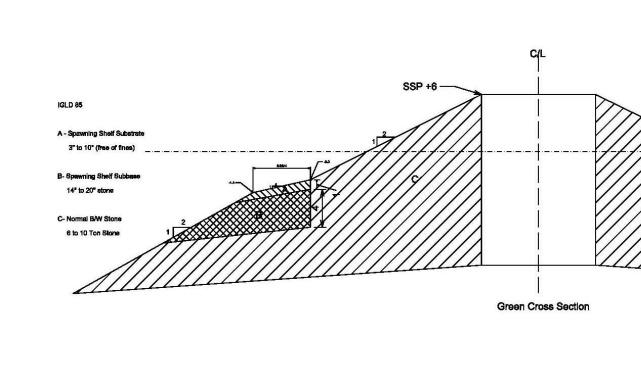 C/L
SSP +6
IGLD 85
A - Spawning Shelf Substrate
3" to 10" (free of fines)
2
1
B- Spawning Shelf Subbase
14" to 20" stone
A
C
B
4'
C- Normal B/W Stone
6 to 10 Ton Stone
2
1
Green Cross Section